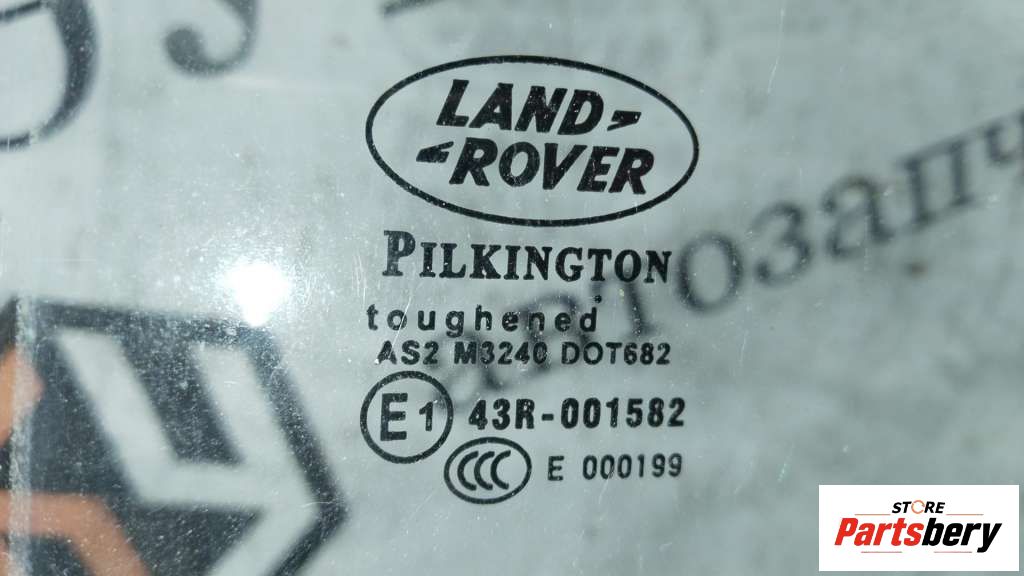 LAND
ROVER
PILKINGTON
toughened
AS2 M3240 DOT682
E1 43R-001582
CCC E 000199
STORE
Partsbery